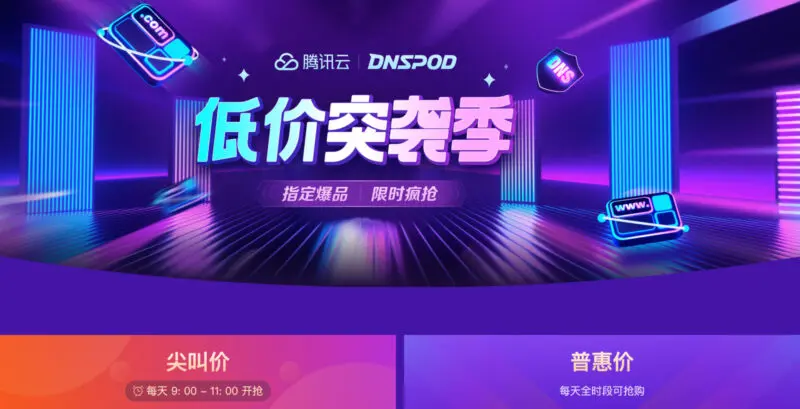 .com
腾讯云 | DNSPOD
DNS
低价突袭季
指定爆品 | 限时疯抢
www.
尖叫价
普惠价
每天 9: 00 – 11: 00 开抢
每天全时段可抢购